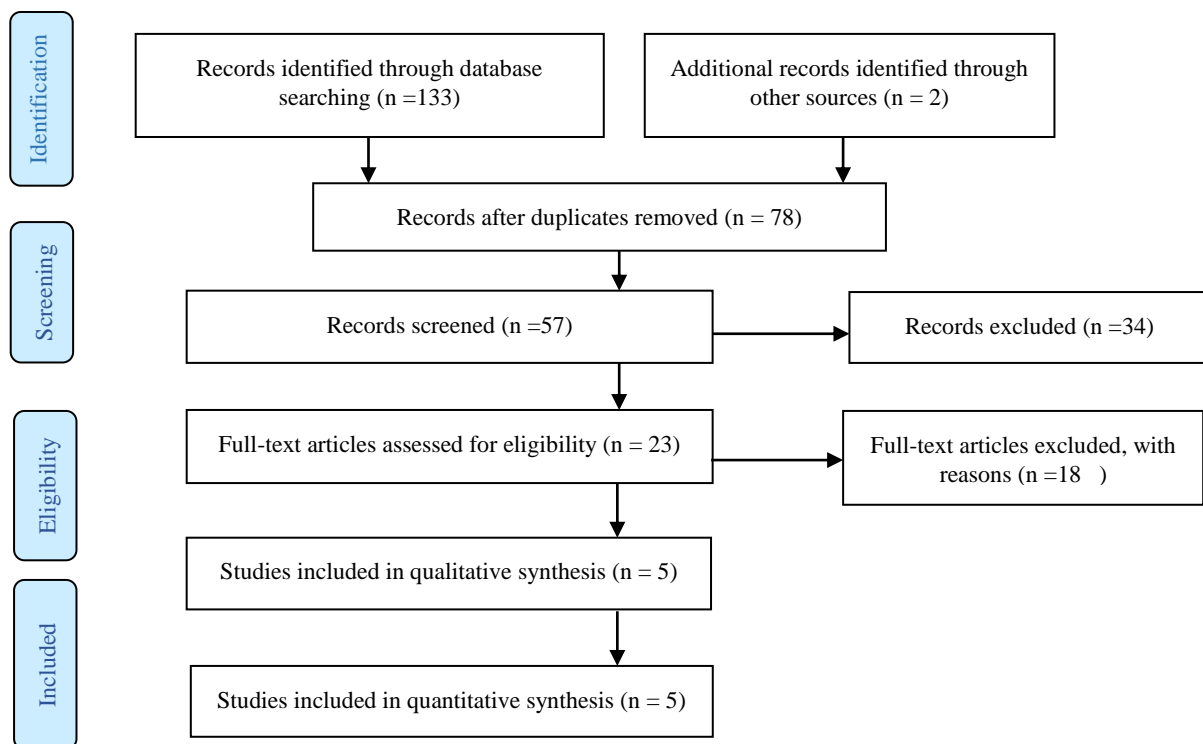 Identification
Records identified through database
searching (n =133)
Additional records identified through
other sources (n = 2)
Records after duplicates removed (n = 78)
Screening
Records screened (n =57)
Records excluded (n =34)
Eligibility
Full-text articles assessed for eligibility (n = 23)
Full-text articles excluded, with
reasons (n =18 )
Studies included in qualitative synthesis (n = 5)
Included
Studies included in quantitative synthesis (n = 5)